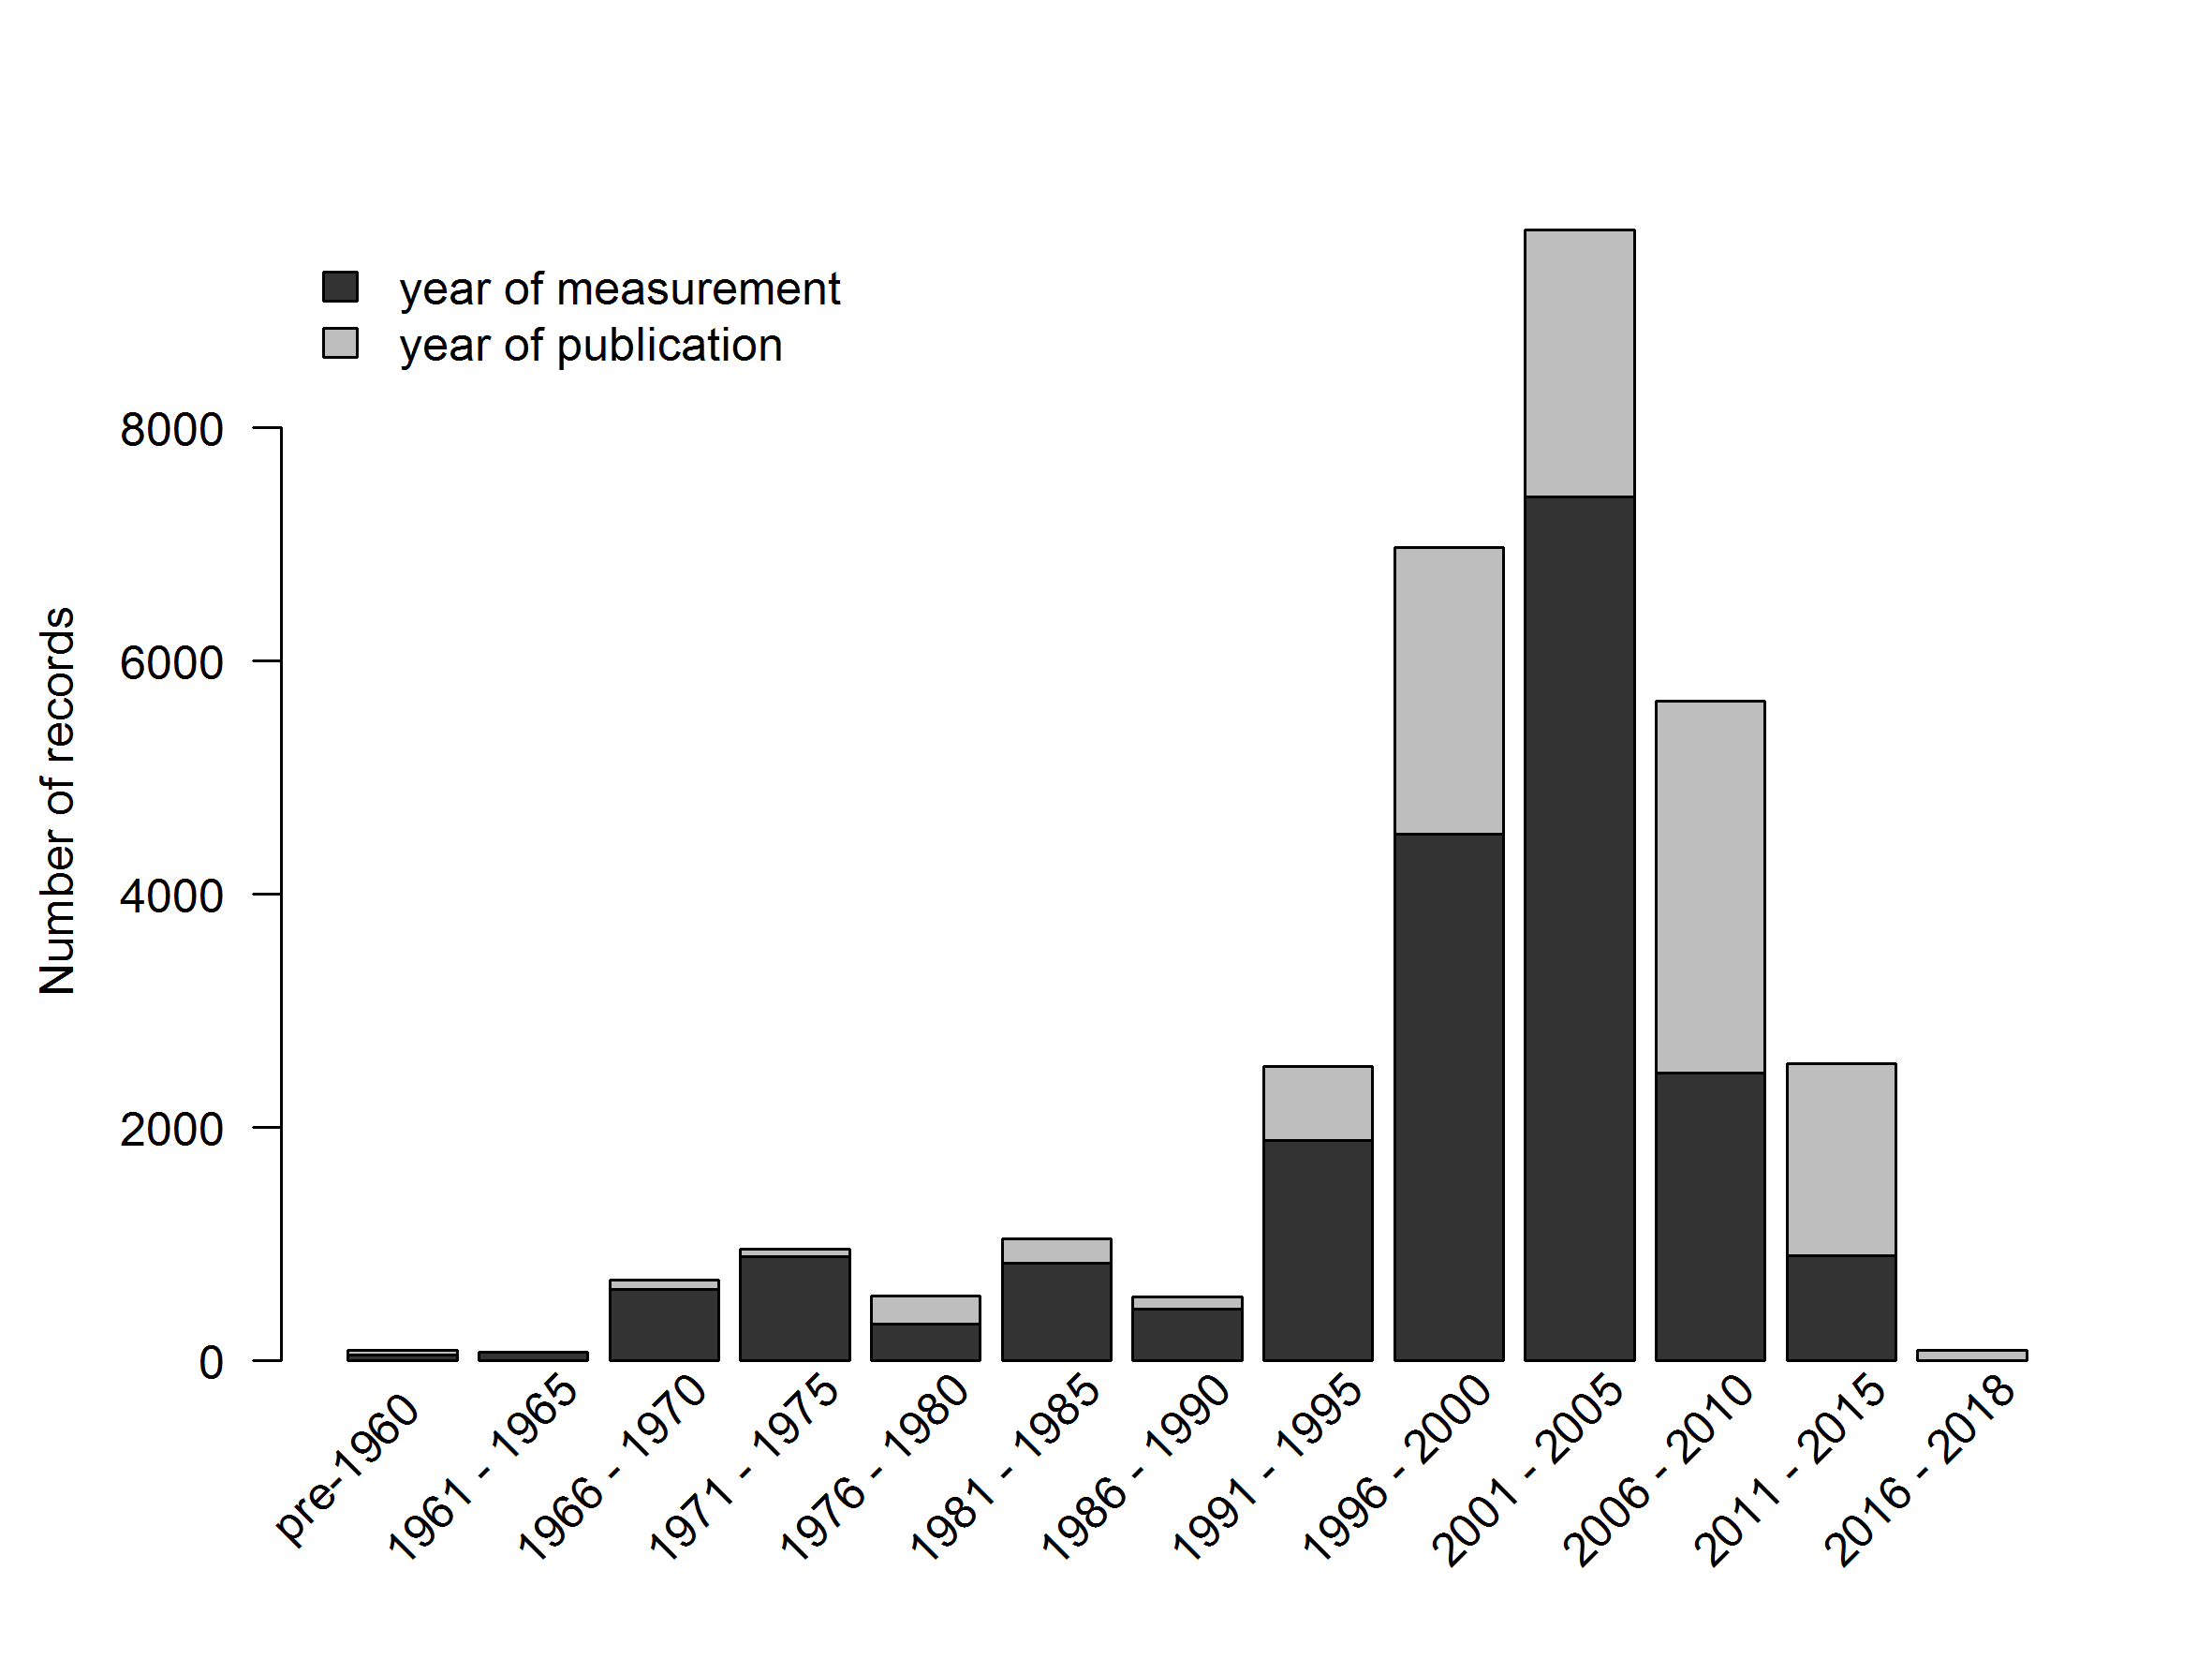 year of measurement
year of publication
Number of records
8000
6000
4000
2000
0
pre-1960
1961 - 1965
1966 - 1970
1971 - 1975
1976 - 1980
1981 - 1985
1986 - 1990
1991 - 1995
1996 - 2000
2001 - 2005
2006 - 2010
2011 - 2015
2016 - 2018